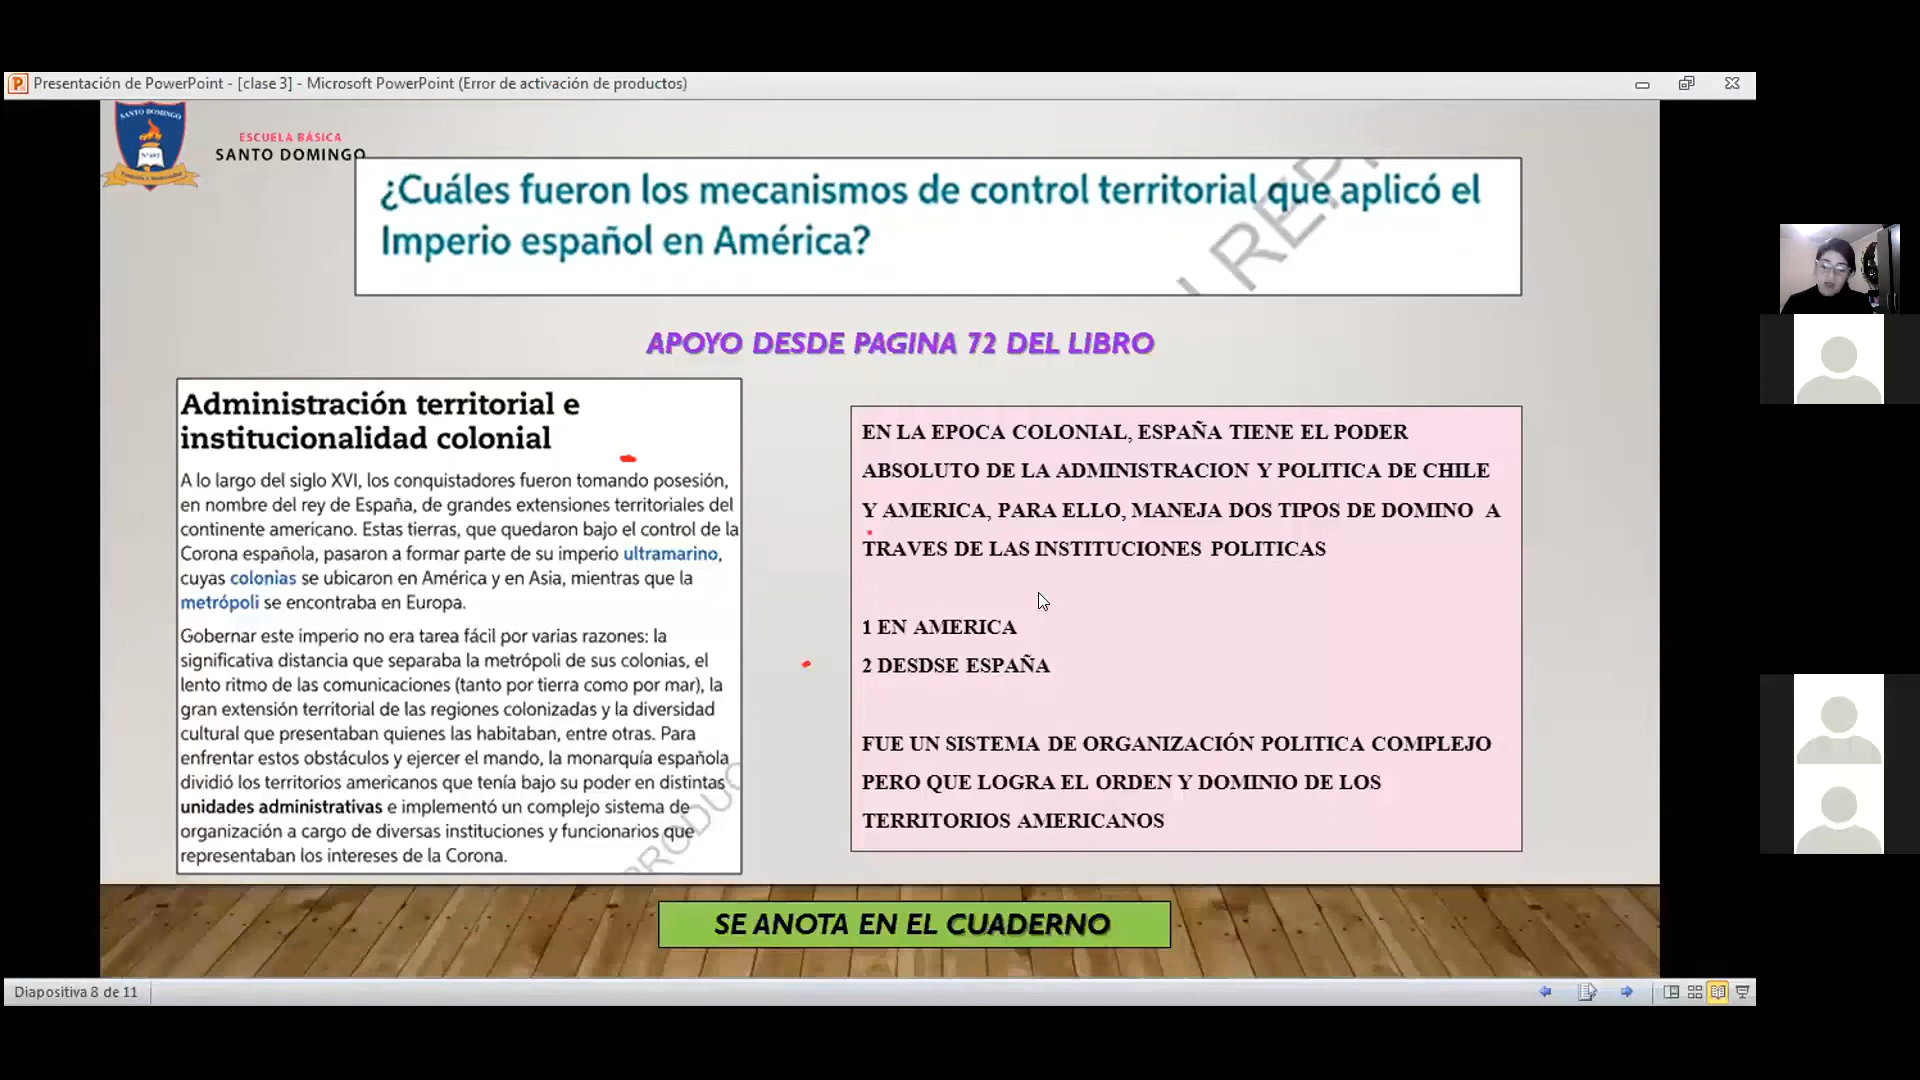 Presentación de PowerPoint - [clase 3] - Microsoft PowerPoint (Error de activación de productos)
SANTO DOMINGO
ESCUELA BÁSICA
SANTO DOMINGO
¿Cuáles fueron los mecanismos de control territorial que aplicó el
Imperio español en América?
APOYO DESDE PAGINA 72 DEL LIBRO
Administración territorial e
institucionalidad colonial
A lo largo del siglo XVI, los conquistadores fueron tomando posesión,
en nombre del rey de España, de grandes extensiones territoriales del
continente americano. Estas tierras, que quedaron bajo el control de la
Corona española, pasaron a formar parte de su imperio ultramarino,
cuyas colonias se ubicaron en América y en Asia, mientras que la
metrópoli se encontraba en Europa.
Gobernar este imperio no era tarea fácil por varias razones: la
significativa distancia que separaba la metrópoli de sus colonias, el
lento ritmo de las comunicaciones (tanto por tierra como por mar), la
gran extensión territorial de las regiones colonizadas y la diversidad
cultural que presentaban quienes las habitaban, entre otras. Para
enfrentar estos obstáculos y ejercer el mando, la monarquía española
dividió los territorios americanos que tenía bajo su poder en distintas
unidades administrativas e implementó un complejo sistema de
organización a cargo de diversas instituciones y funcionarios que
representaban los intereses de la Corona.
EN LA EPOCA COLONIAL, ESPAÑA TIENE EL PODER
ABSOLUTO DE LA ADMINISTRACION Y POLITICA DE CHILE
Y AMERICA, PARA ELLO, MANEJA DOS TIPOS DE DOMINO A
TRAVES DE LAS INSTITUCIONES POLITICAS
1 EN AMERICA
2 DESDSE ESPAÑA
FUE UN SISTEMA DE ORGANIZACIÓN POLITICA COMPLEJO
PERO QUE LOGRA EL ORDEN Y DOMINIO DE LOS
TERRITORIOS AMERICANOS
SE ANOTA EN EL CUADERNO
Diapositiva 8 de 11